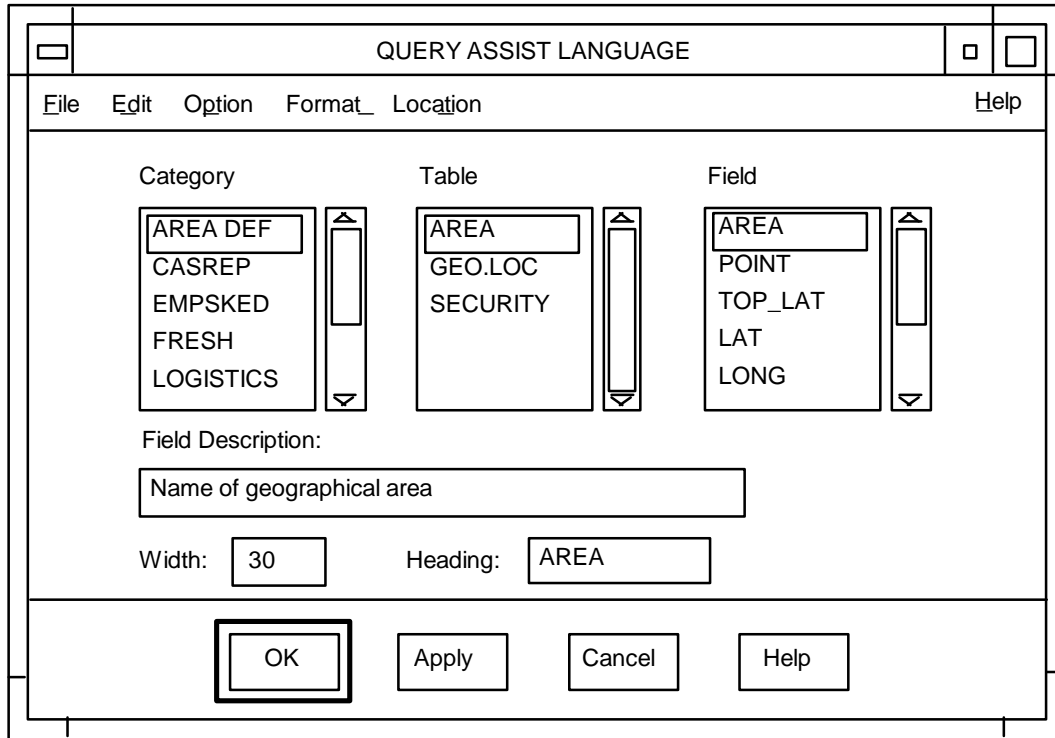 QUERY ASSIST LANGUAGE
File Edit Option Format_ Location Help
Category Table Field
AREA DEF AREA AREA
CASREP GEO.LOC POINT
EMPSKED SECURITY TOP_LAT
FRESH LAT
LOGISTICS LONG
Field Description:
Name of geographical area
Width: 30 Heading: AREA
OK Apply Cancel Help